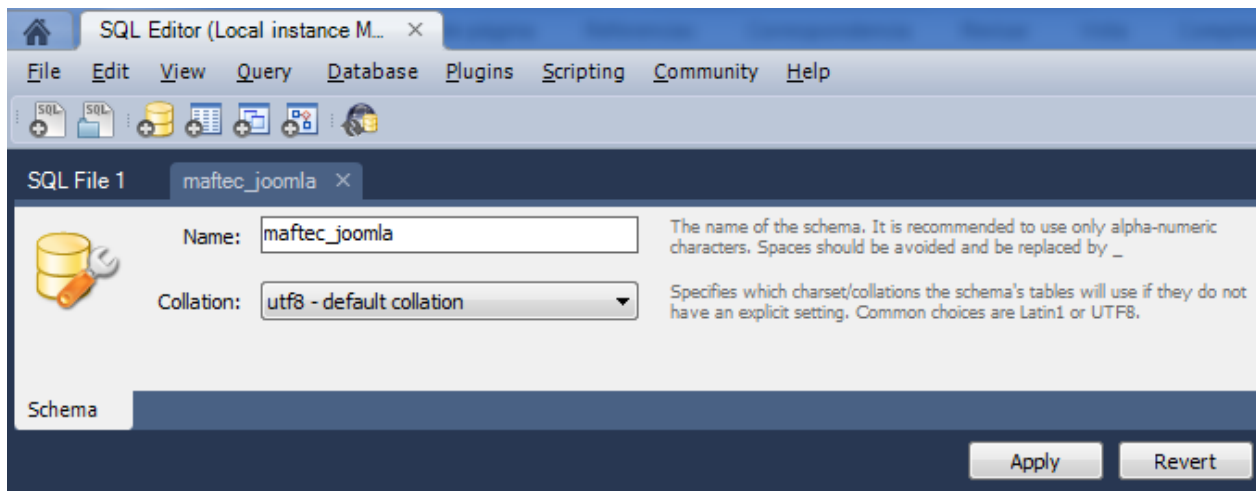 SQL Editor (Local instance M... ×
File Edit View Query Database Plugins Scripting Community Help
SQL SQL
SQL File 1 maftec_joomla ×
Name: maftec_joomla
The name of the schema. It is recommended to use only alpha-numeric
characters. Spaces should be avoided and be replaced by _
Collation: utf8 - default collation
Specifies which charset/collations the schema's tables will use if they do not
have an explicit setting. Common choices are Latin1 or UTF8.
Schema
Apply Revert